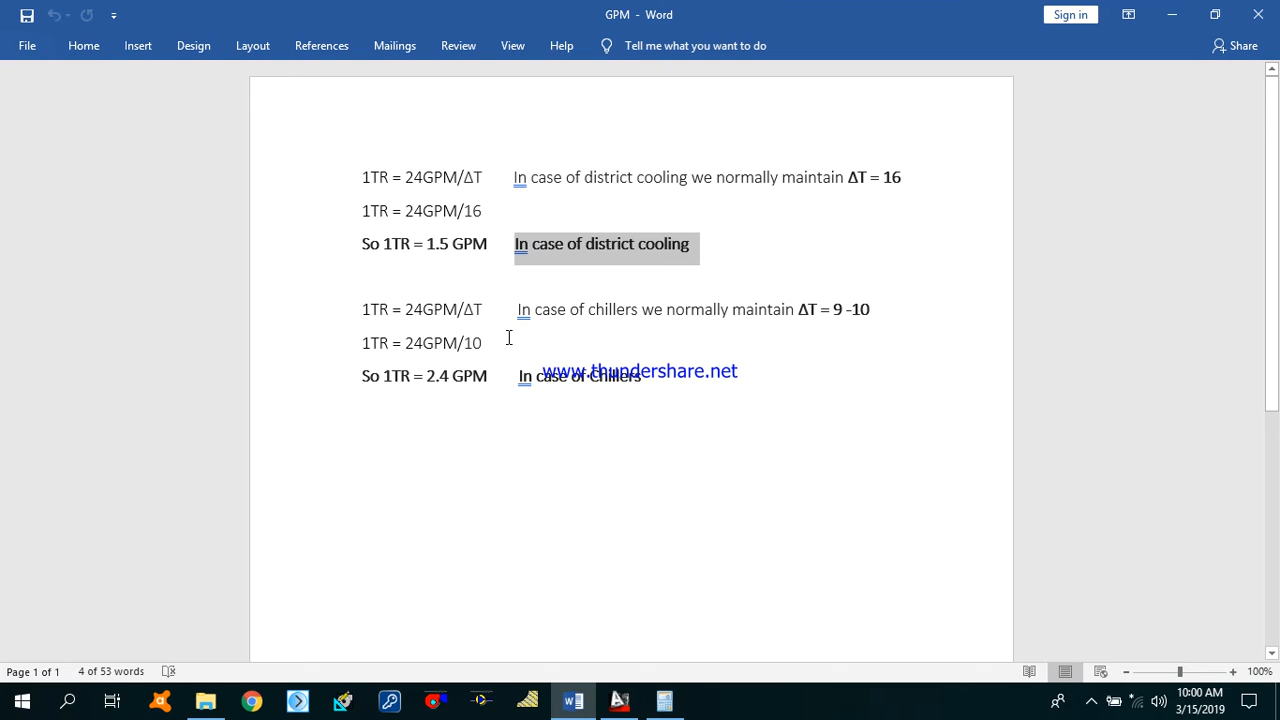 GPM - Word
Sign in
File Home Insert Design Layout References Mailings Review View Help Tell me what you want to do Share
1TR = 24GPM/ΔT In case of district cooling we normally maintain ΔT = 16
1TR = 24GPM/16
So 1TR = 1.5 GPM In case of district cooling
1TR = 24GPM/ΔT In case of chillers we normally maintain ΔT = 9 -10
1TR = 24GPM/10
www.thundershare.net
So 1TR = 2.4 GPM In case of Chillers
Page 1 of 1 4 of 53 words 100%
10:00 AM
3/15/2019